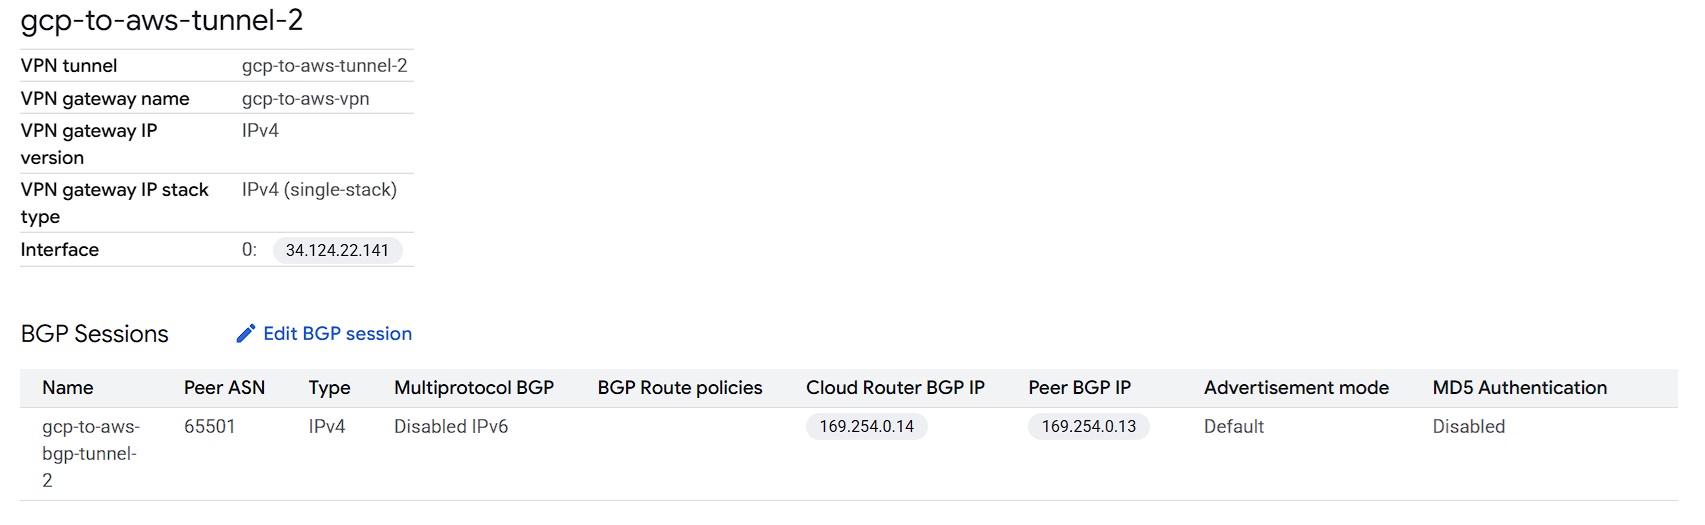 gcp-to-aws-tunnel-2
VPN tunnel gcp-to-aws-tunnel-2
VPN gateway name gcp-to-aws-vpn
VPN gateway IP version IPv4
VPN gateway IP stack type IPv4 (single-stack)
Interface 0: 34.124.22.141
BGP Sessions Edit BGP session
Name Peer ASN Type Multiprotocol BGP BGP Route policies Cloud Router BGP IP Peer BGP IP Advertisement mode MD5 Authentication
gcp-to-aws- 65501 IPv4 Disabled IPv6 169.254.0.14 169.254.0.13 Default Disabled
bgp-tunnel-
2